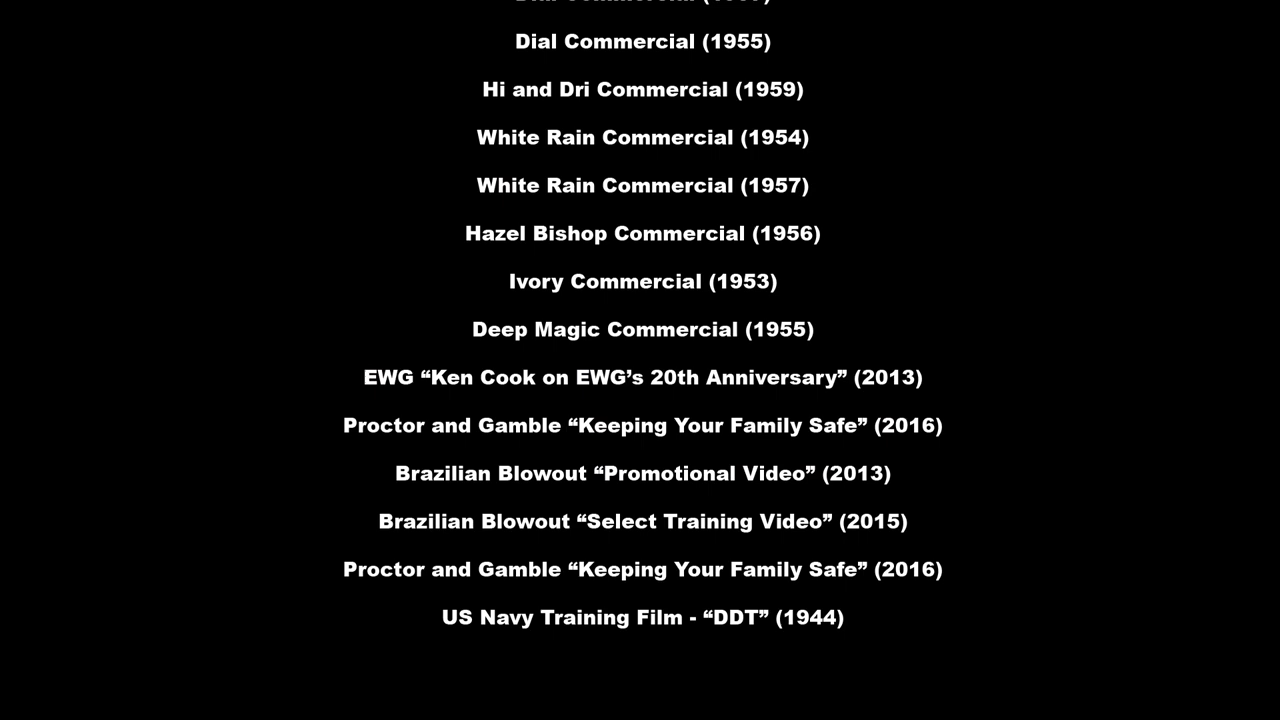 Dial Commercial (1955)
Hi and Dri Commercial (1959)
White Rain Commercial (1954)
White Rain Commercial (1957)
Hazel Bishop Commercial (1956)
Ivory Commercial (1953)
Deep Magic Commercial (1955)
EWG “Ken Cook on EWG’s 20th Anniversary” (2013)
Proctor and Gamble “Keeping Your Family Safe” (2016)
Brazilian Blowout “Promotional Video” (2013)
Brazilian Blowout “Select Training Video” (2015)
Proctor and Gamble “Keeping Your Family Safe” (2016)
US Navy Training Film - “DDT” (1944)